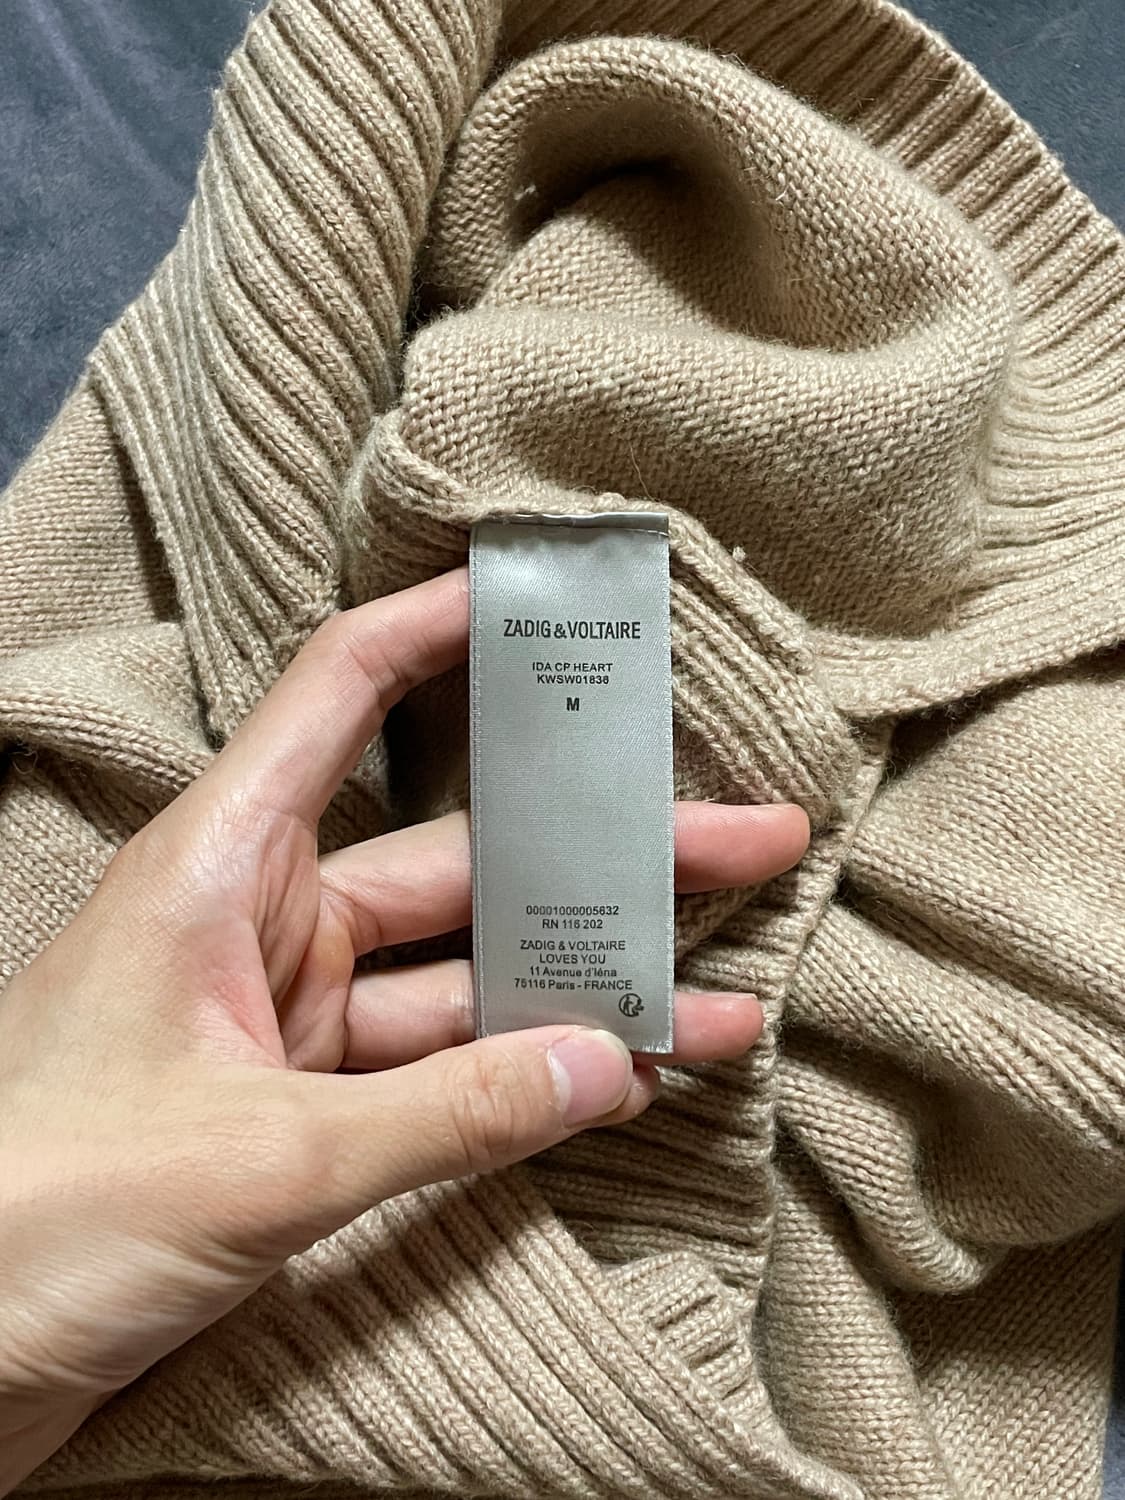 ZADIG&VOLTAIRE
IDA CP HEART
KWSW01836
M
00001000005632
RN 116 202
ZADIG & VOLTAIRE
LOVES YOU
11 Avenue d'Iéna
75116 Paris - FRANCE